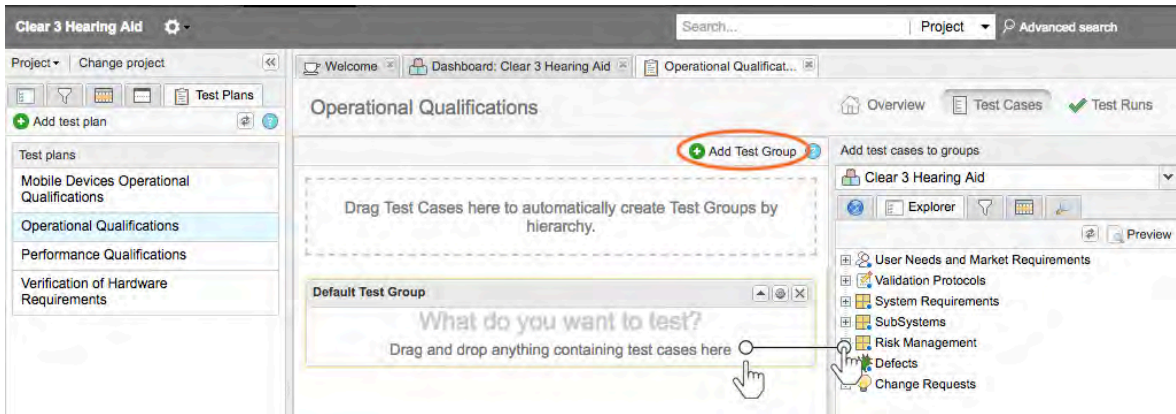 Clear 3 Hearing Aid
Search...
Project
Advanced search
Project
Change project
Welcome
Dashboard: Clear 3 Hearing Aid
Operational Qualificat...
Test Plans
Add test plan
Test plans
Mobile Devices Operational
Qualifications
Operational Qualifications
Performance Qualifications
Verification of Hardware
Requirements
Operational Qualifications
Overview
Test Cases
Test Runs
Add Test Group
Drag Test Cases here to automatically create Test Groups by
hierarchy.
Default Test Group
What do you want to test?
Drag and drop anything containing test cases here
Add test cases to groups
Clear 3 Hearing Aid
Explorer
Preview
User Needs and Market Requirements
Validation Protocols
System Requirements
SubSystems
Risk Management
Defects
Change Requests